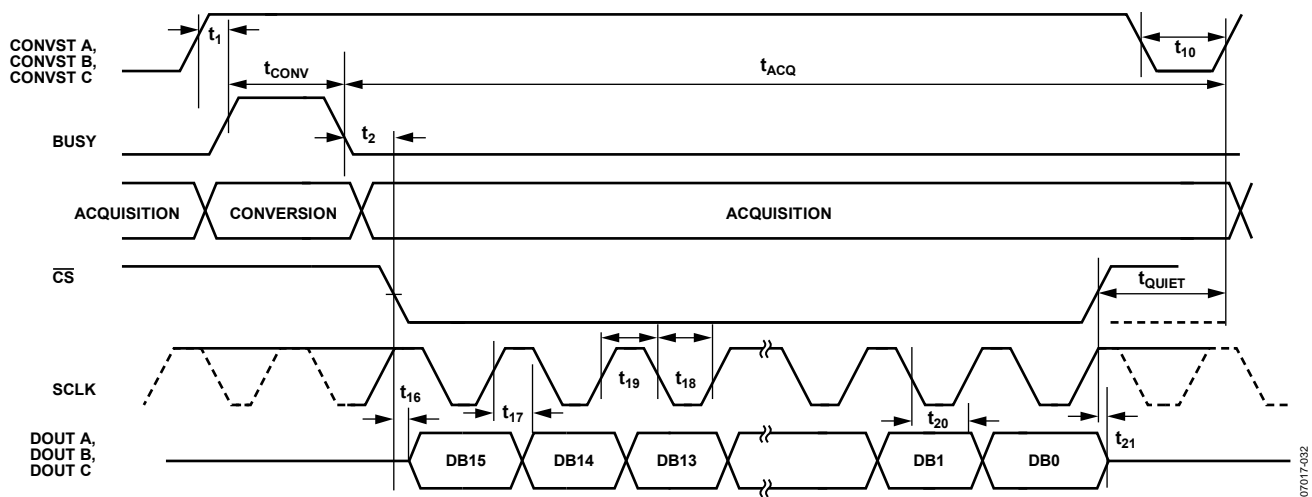 CONVST A,
CONVST B,
CONVST C
t1
tCONV
tACQ
t10
BUSY
t2
ACQUISITION
CONVERSION
ACQUISITION
CS
tQUIET
SCLK
t16
t17
t19
t18
t20
t21
DOUT A,
DOUT B,
DOUT C
DB15
DB14
DB13
DB1
DB0
07017-032